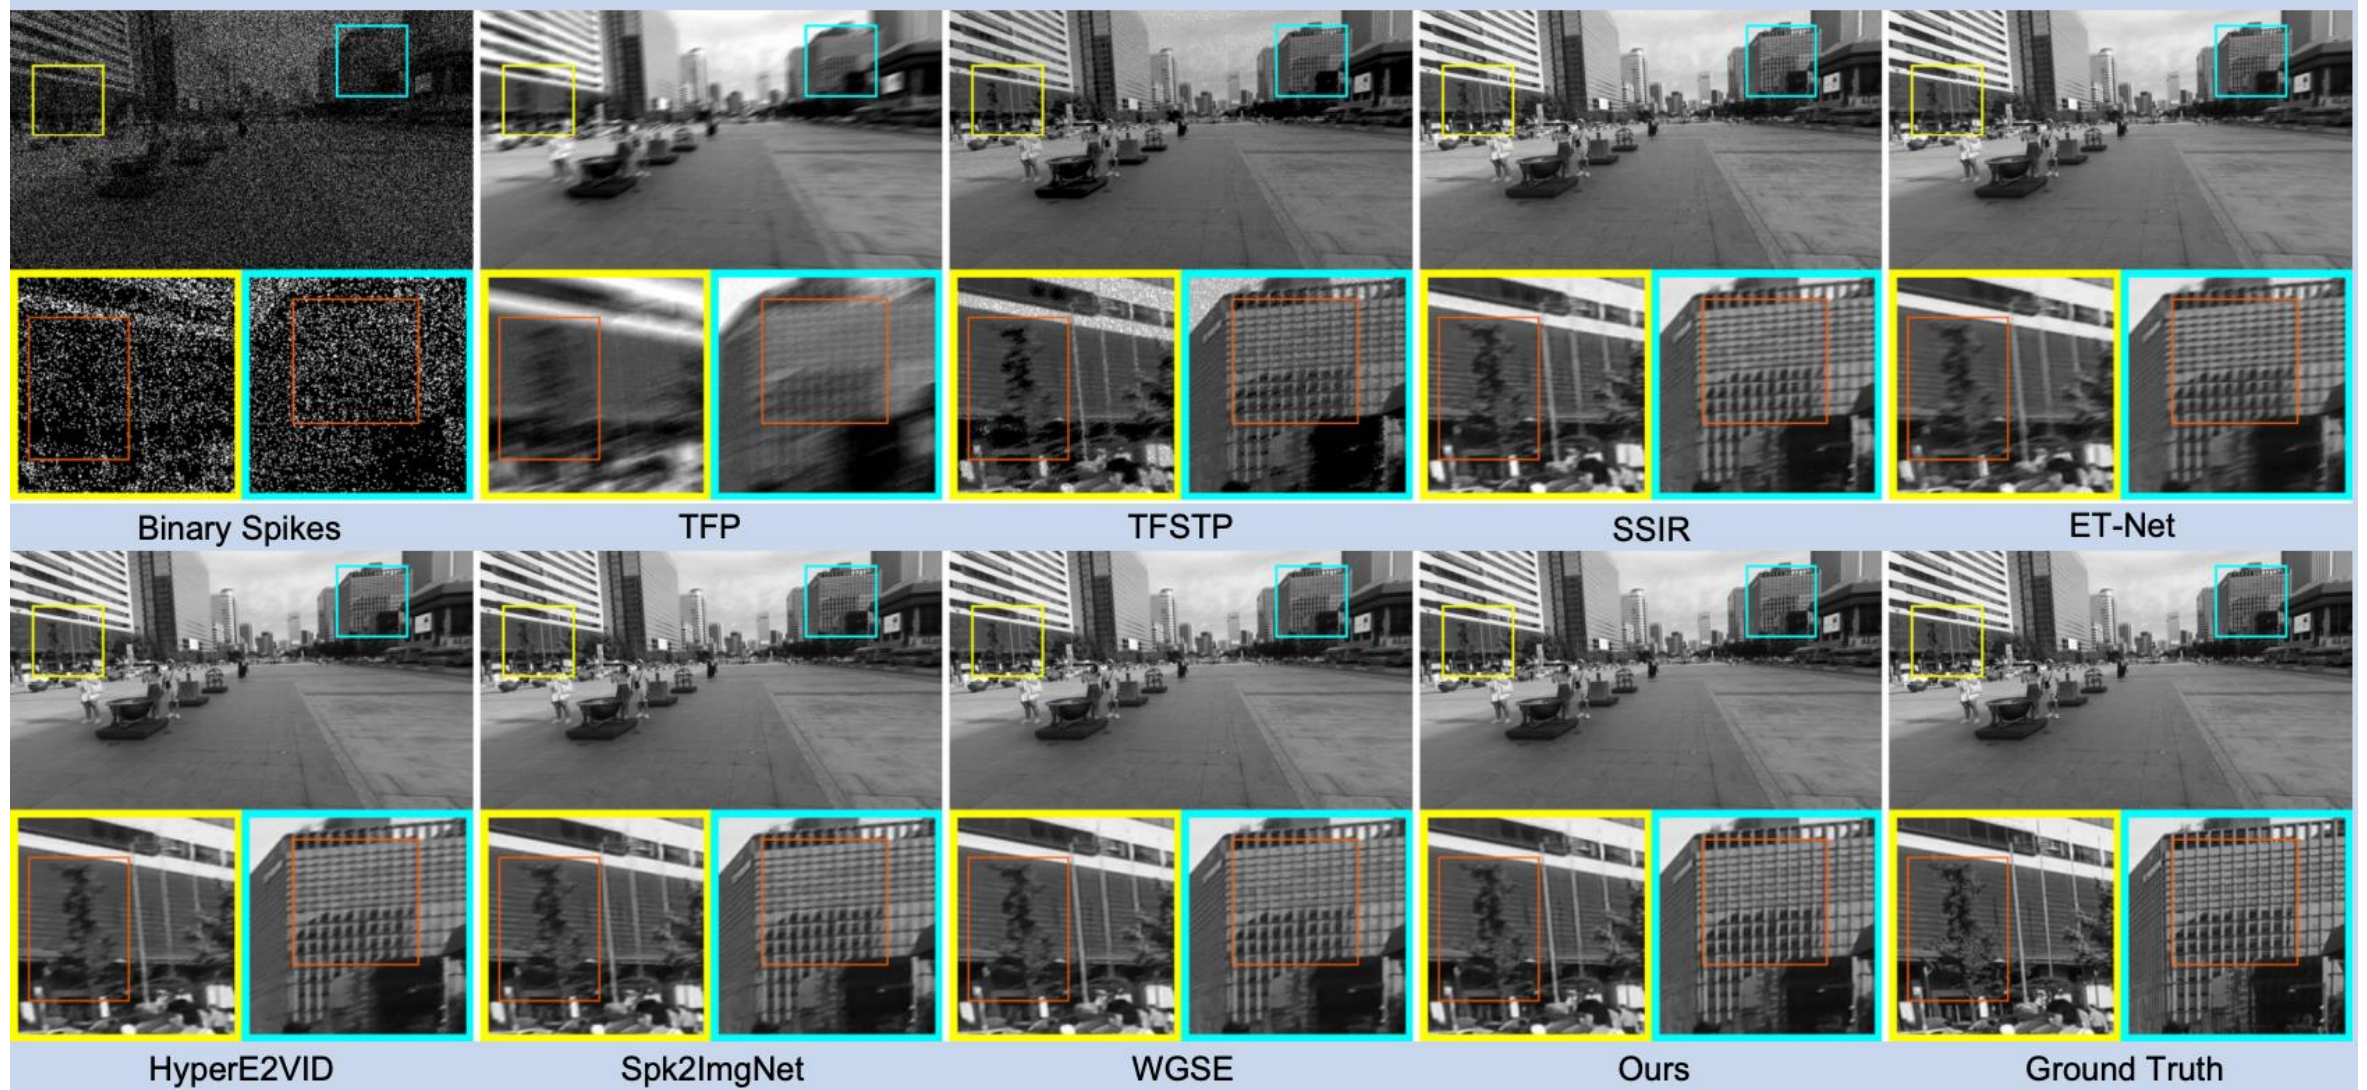 Binary Spikes
TFP
TFSTP
SSIR
ET-Net
HyperE2VID
Spk2ImgNet
WGSE
Ours
Ground Truth